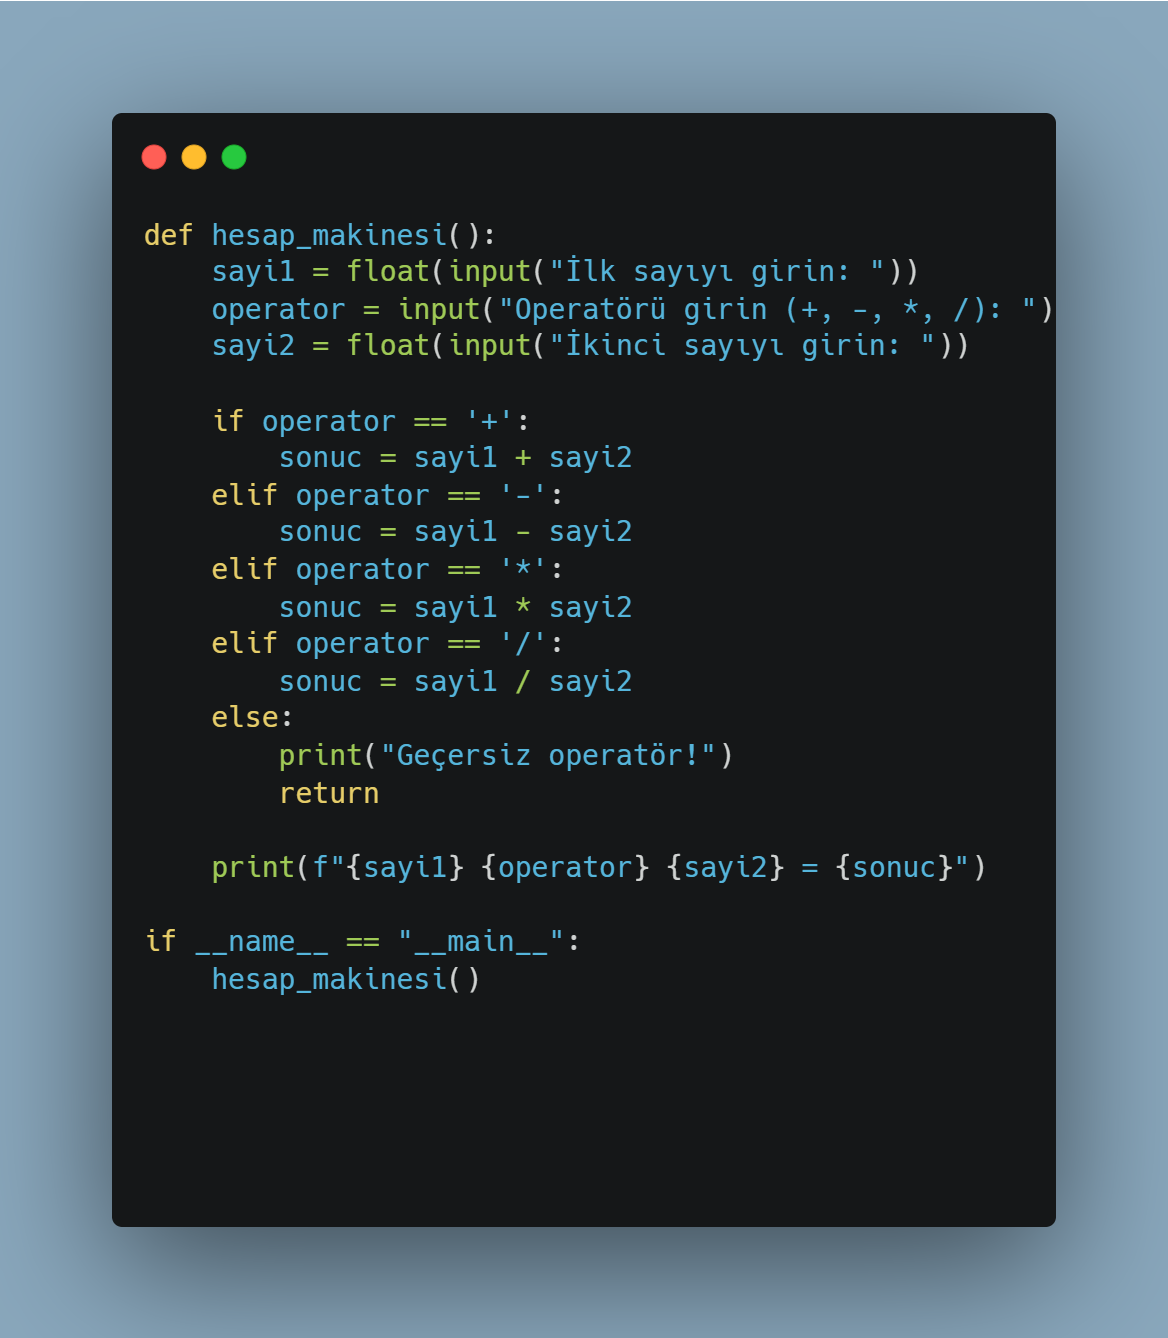 def hesap_makinesi():
    sayi1 = float(input("İlk sayıyı girin: "))
    operator = input("Operatörü girin (+, -, *, /): ")
    sayi2 = float(input("İkinci sayıyı girin: "))

    if operator == '+':
        sonuc = sayi1 + sayi2
    elif operator == '-':
        sonuc = sayi1 - sayi2
    elif operator == '*':
        sonuc = sayi1 * sayi2
    elif operator == '/':
        sonuc = sayi1 / sayi2
    else:
        print("Geçersiz operatör!")
        return

    print(f"{sayi1} {operator} {sayi2} = {sonuc}")

if __name__ == "__main__":
    hesap_makinesi()